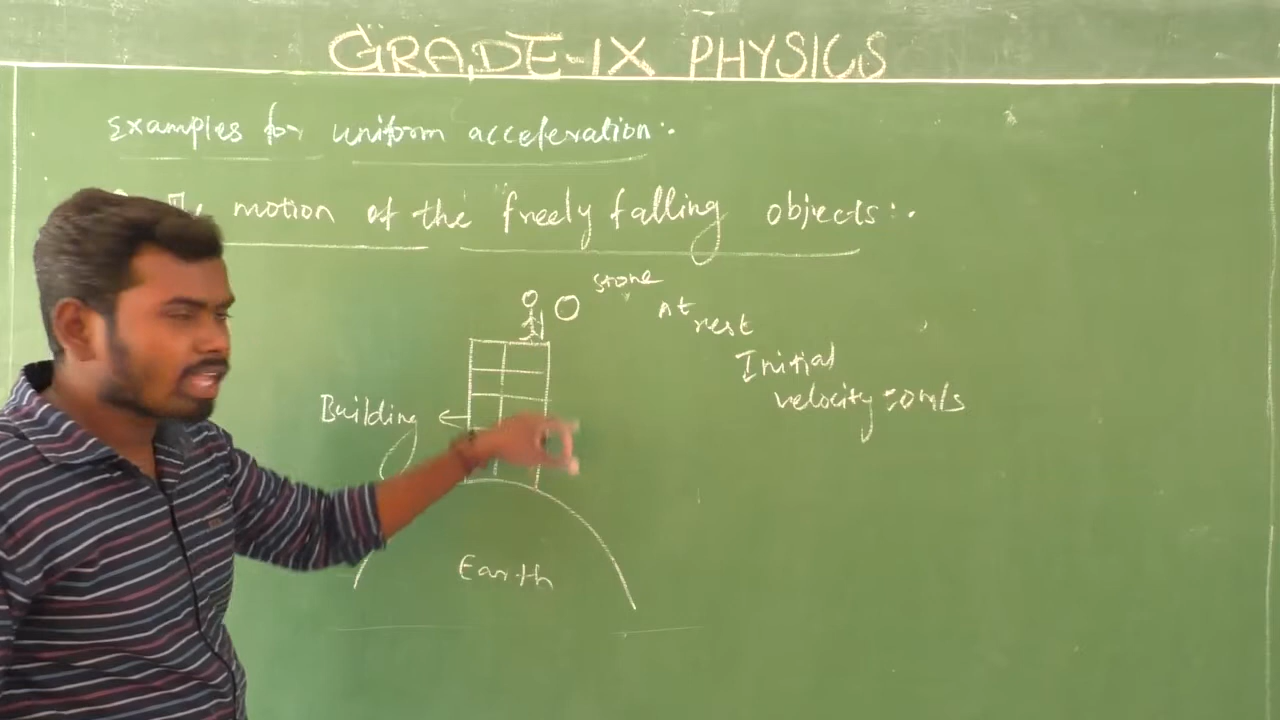 GRADE-IX PHYSICS
Examples for uniform acceleration:.
motion of the freely falling objects:.
stone
At rest
Initial
velocity = 0 m/s
Building
Earth